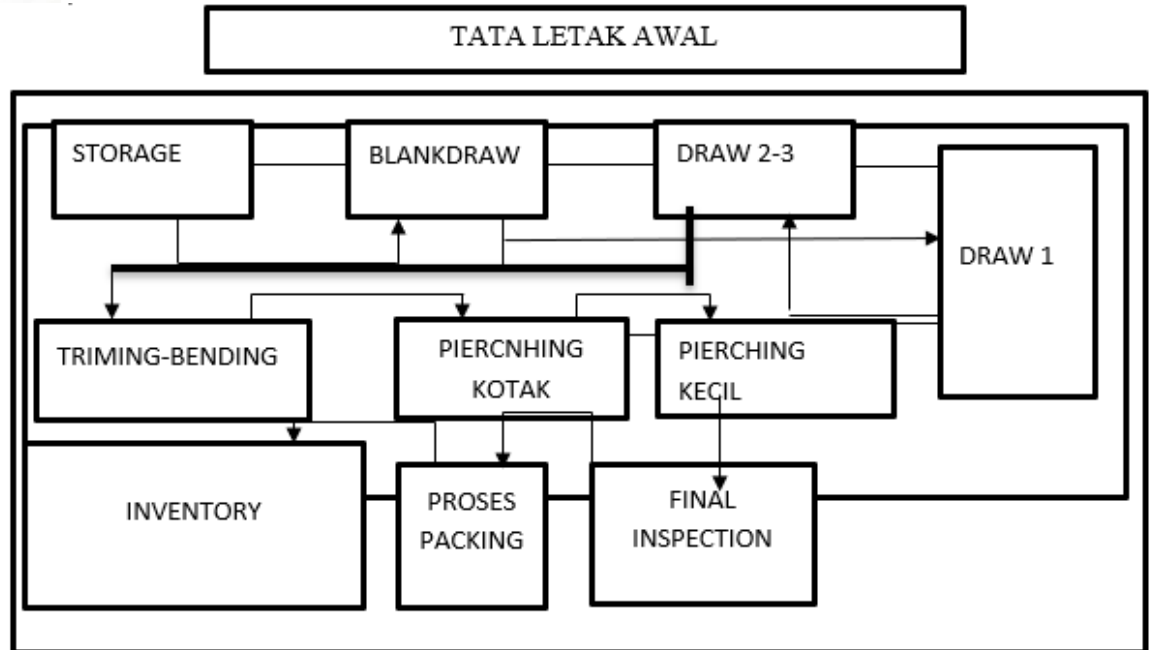 TATA LETAK AWAL
STORAGE
BLANKDRAW
DRAW 2-3
DRAW 1
TRIMING-BENDING
PIERCNHING
KOTAK
PIERCHING
KECIL
INVENTORY
PROSES
PACKING
FINAL
INSPECTION